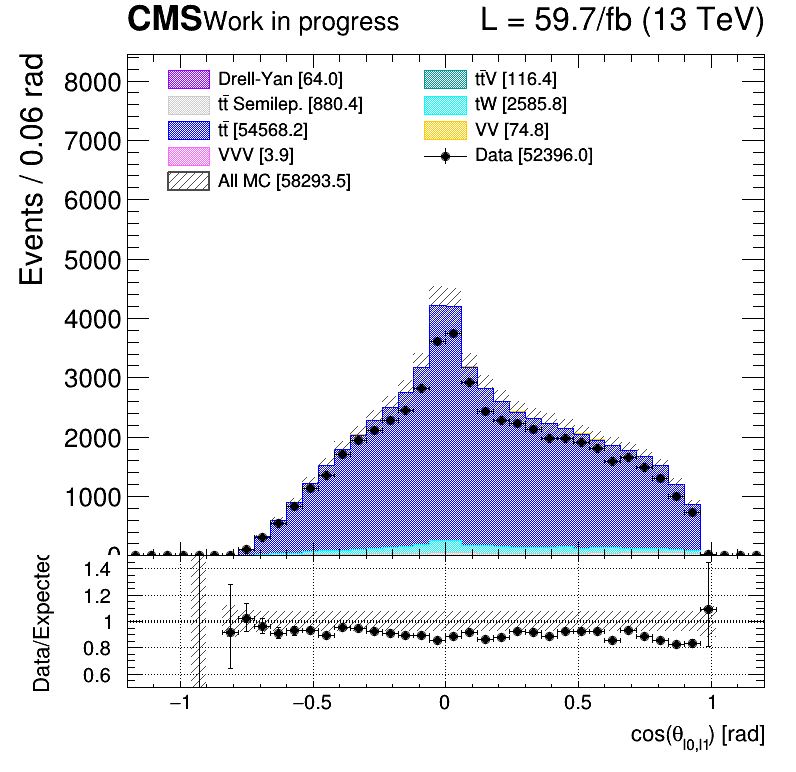 CMS Work in progress L = 59.7/fb (13 TeV)
Events / 0.06 rad
8000
7000
6000
5000
4000
3000
2000
1000
0
Drell-Yan [64.0]
tt̄ Semilep. [880.4]
tt̄ [54568.2]
VVV [3.9]
All MC [58293.5]
tt̄V [116.4]
tW [2585.8]
VV [74.8]
Data [52396.0]
Data/Expected
1.4
1.2
1
0.8
0.6
−1 −0.5 0 0.5 1
cos(θ_l0,l1) [rad]